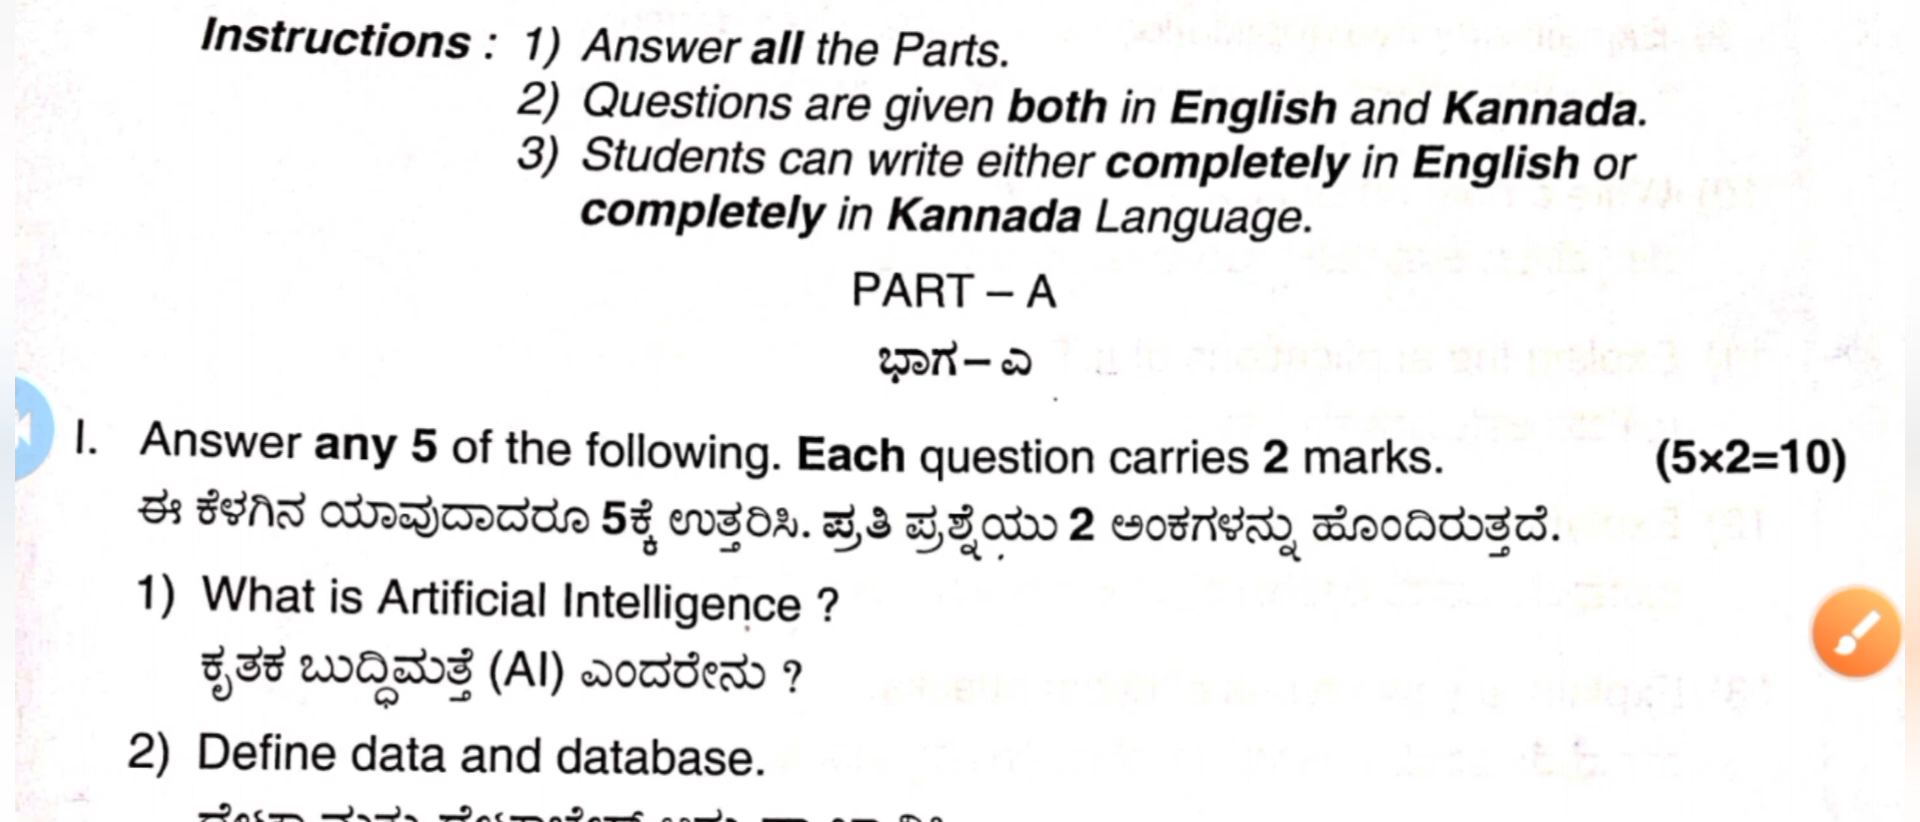 Instructions : 1) Answer all the Parts.
2) Questions are given both in English and Kannada.
3) Students can write either completely in English or
completely in Kannada Language.
PART – A
ಭಾಗ – ಎ
I. Answer any 5 of the following. Each question carries 2 marks. (5×2=10)
ಈ ಕೆಳಗಿನ ಯಾವುದಾದರೂ 5ಕ್ಕೆ ಉತ್ತರಿಸಿ. ಪ್ರತಿ ಪ್ರಶ್ನೆಯು 2 ಅಂಕಗಳನ್ನು ಹೊಂದಿರುತ್ತದೆ.
1) What is Artificial Intelligence ?
ಕೃತಕ ಬುದ್ಧಿಮತ್ತೆ (AI) ಎಂದರೇನು ?
2) Define data and database.